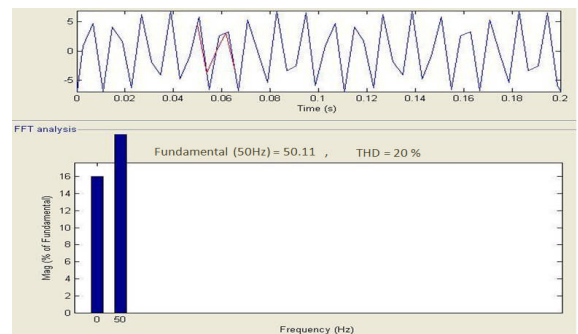 5
0
-5
0 0.02 0.04 0.06 0.08 0.1 0.12 0.14 0.16 0.18 0.2
Time (s)
FFT analysis
Fundamental (50Hz) = 50.11 , THD = 20 %
16
14
12
10
8
6
4
2
0
Mag (% of Fundamental)
0 50
Frequency (Hz)